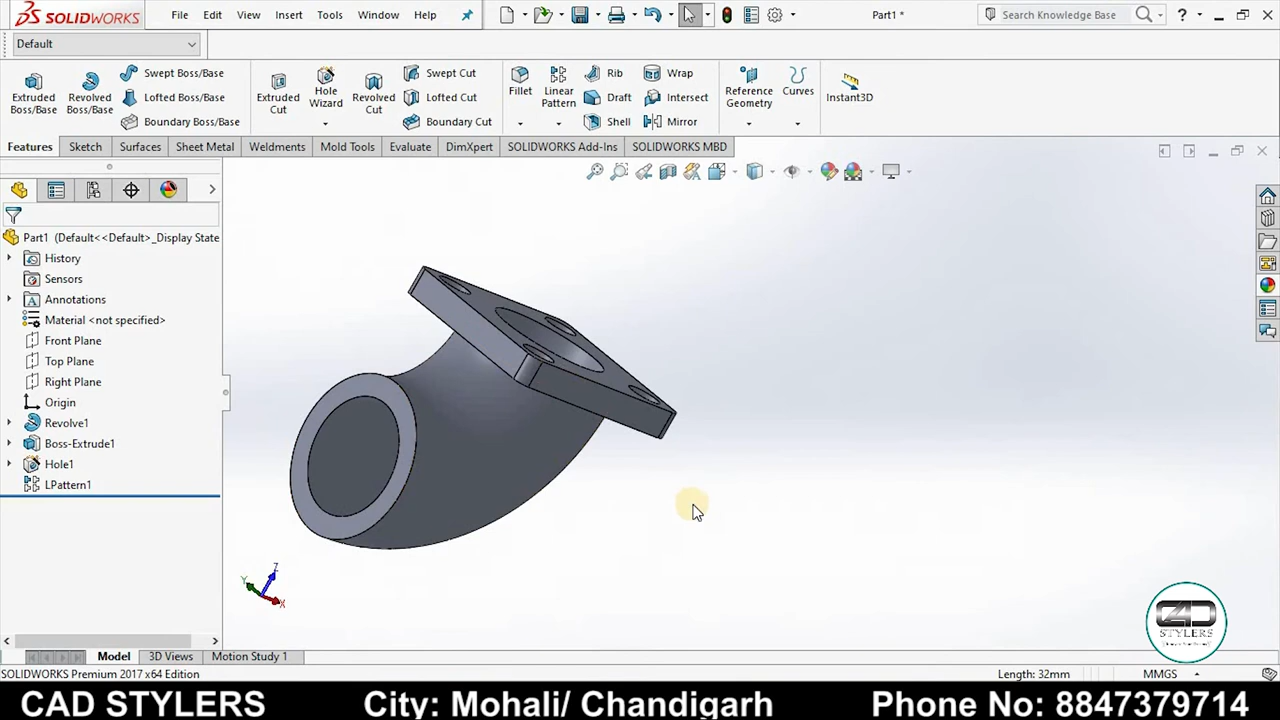 SOLIDWORKS
File Edit View Insert Tools Window Help
Part1 *
Search Knowledge Base
?
Default
Extruded Boss/Base
Revolved Boss/Base
Swept Boss/Base
Lofted Boss/Base
Boundary Boss/Base
Extruded Cut
Hole Wizard
Revolved Cut
Swept Cut
Lofted Cut
Boundary Cut
Fillet
Linear Pattern
Rib
Draft
Shell
Wrap
Intersect
Mirror
Reference Geometry
Curves
Instant3D
Features Sketch Surfaces Sheet Metal Weldments Mold Tools Evaluate DimXpert SOLIDWORKS Add-Ins SOLIDWORKS MBD
Part1 (Default<<Default>_Display State
History
Sensors
Annotations
Material <not specified>
Front Plane
Top Plane
Right Plane
Origin
Revolve1
Boss-Extrude1
Hole1
LPattern1
Z
Y
X
CAD
STYLERS
Model 3D Views Motion Study 1
SOLIDWORKS Premium 2017 x64 Edition
Length: 32mm
MMGS
CAD STYLERS City: Mohali/ Chandigarh Phone No: 8847379714